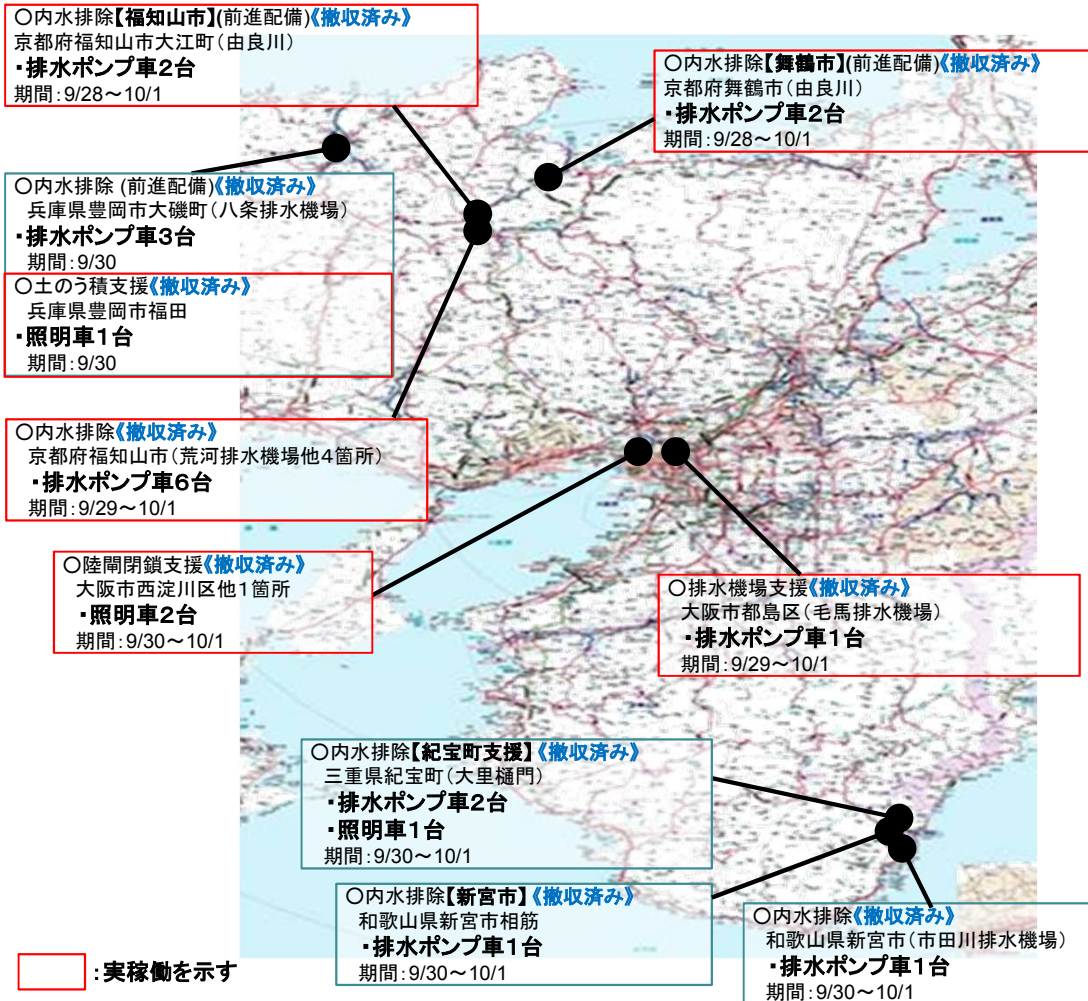 ○内水排除【福知山市】(前進配備)《撤収済み》
京都府福知山市大江町(由良川)
・排水ポンプ車2台
期間:9/28~10/1
○内水排除【舞鶴市】(前進配備)《撤収済み》
京都府舞鶴市(由良川)
・排水ポンプ車2台
期間:9/28~10/1
○内水排除 (前進配備)《撤収済み》
兵庫県豊岡市大磯町(八条排水機場)
・排水ポンプ車3台
期間:9/30
○土のう積支援《撤収済み》
兵庫県豊岡市福田
・照明車1台
期間:9/30
○内水排除《撤収済み》
京都府福知山市(荒河排水機場他4箇所)
・排水ポンプ車6台
期間:9/29~10/1
○陸閘閉鎖支援《撤収済み》
大阪市西淀川区他1箇所
・照明車2台
期間:9/30~10/1
○排水機場支援《撤収済み》
大阪市都島区(毛馬排水機場)
・排水ポンプ車1台
期間:9/29~10/1
○内水排除【紀宝町支援】《撤収済み》
三重県紀宝町(大里樋門)
・排水ポンプ車2台
・照明車1台
期間:9/30~10/1
○内水排除【新宮市】《撤収済み》
和歌山県新宮市相筋
・排水ポンプ車1台
期間:9/30~10/1
○内水排除《撤収済み》
和歌山県新宮市(市田川排水機場)
・排水ポンプ車1台
期間:9/30~10/1
:実稼働を示す